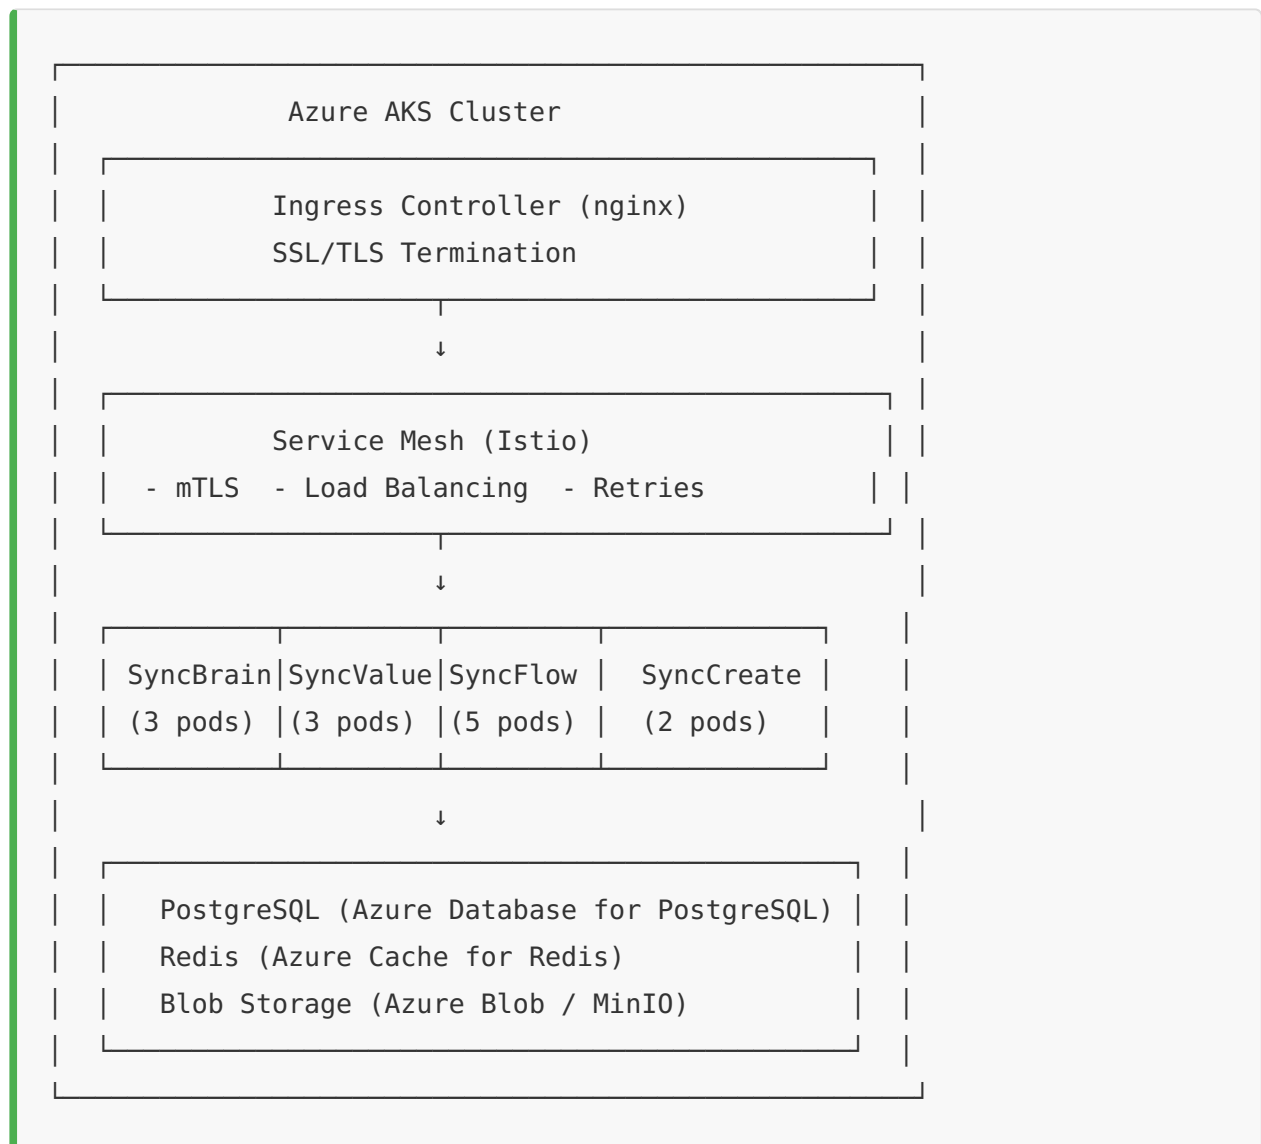 Azure AKS Cluster
Ingress Controller (nginx)
SSL/TLS Termination
↓
Service Mesh (Istio)
- mTLS  - Load Balancing  - Retries
↓
SyncBrain│SyncValue│SyncFlow │  SyncCreate
(3 pods) │(3 pods) │(5 pods) │  (2 pods)
↓
PostgreSQL (Azure Database for PostgreSQL)
Redis (Azure Cache for Redis)
Blob Storage (Azure Blob / MinIO)